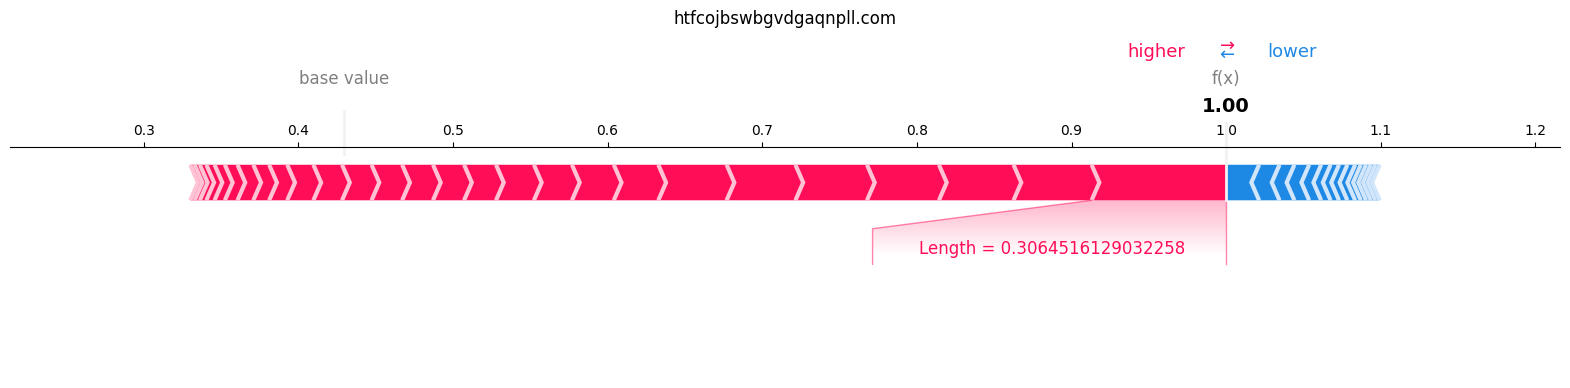 htfcojbswbgvdgaqnpll.com
higher ⇄ lower
base value f(x)
1.00
0.3 0.4 0.5 0.6 0.7 0.8 0.9 1.0 1.1 1.2
Length = 0.3064516129032258